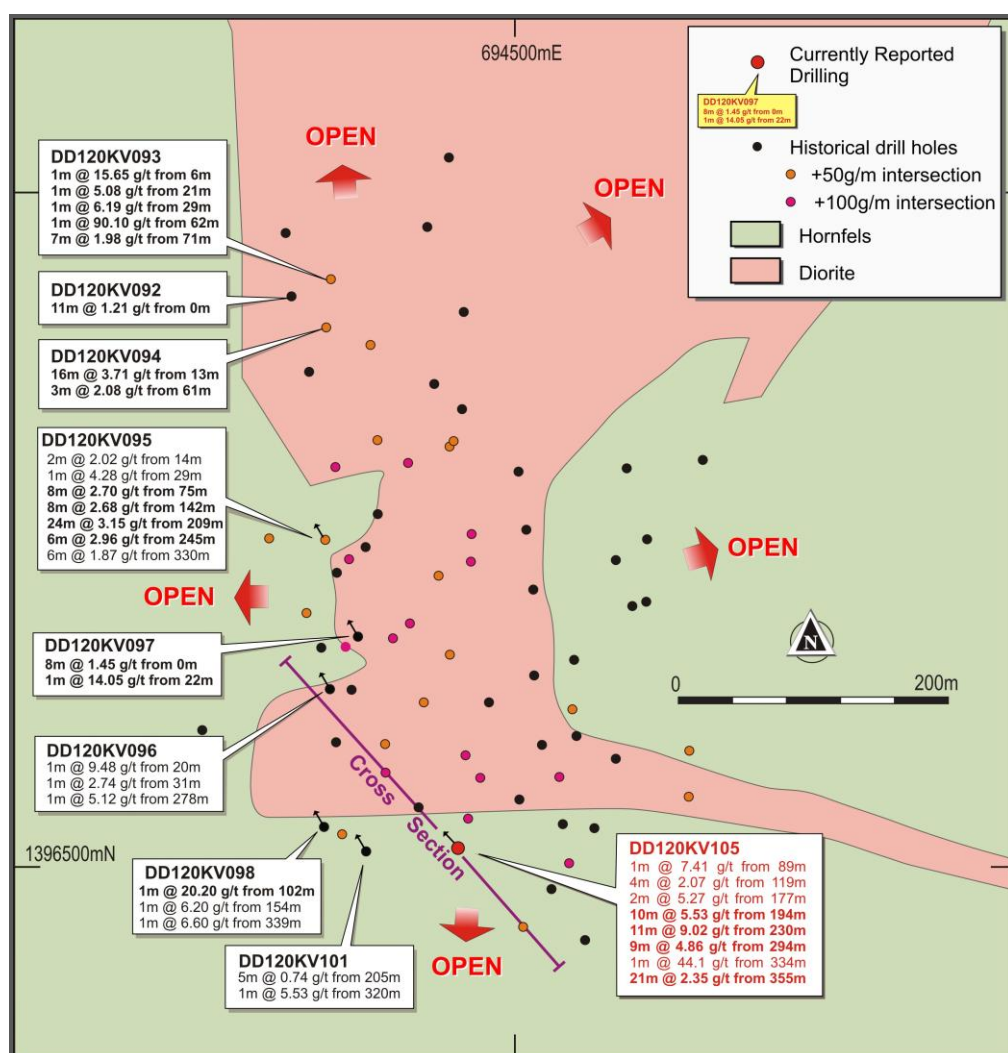 694500mE
Currently Reported
Drilling
DD120KV097
8m @ 1.45 g/t from 0m
1m @ 14.05 g/t from 22m
Historical drill holes
+50g/m intersection
+100g/m intersection
Hornfels
Diorite
OPEN
OPEN
DD120KV093
1m @ 15.65 g/t from 6m
1m @ 5.08 g/t from 21m
1m @ 6.19 g/t from 29m
1m @ 90.10 g/t from 62m
7m @ 1.98 g/t from 71m
DD120KV092
11m @ 1.21 g/t from 0m
DD120KV094
16m @ 3.71 g/t from 13m
3m @ 2.08 g/t from 61m
DD120KV095
2m @ 2.02 g/t from 14m
1m @ 4.28 g/t from 29m
8m @ 2.70 g/t from 75m
8m @ 2.68 g/t from 142m
24m @ 3.15 g/t from 209m
6m @ 2.96 g/t from 245m
6m @ 1.87 g/t from 330m
OPEN
OPEN
N
0 200m
DD120KV097
8m @ 1.45 g/t from 0m
1m @ 14.05 g/t from 22m
DD120KV096
1m @ 9.48 g/t from 20m
1m @ 2.74 g/t from 31m
1m @ 5.12 g/t from 278m
Cross Section
1396500mN
DD120KV098
1m @ 20.20 g/t from 102m
1m @ 6.20 g/t from 154m
1m @ 6.60 g/t from 339m
DD120KV101
5m @ 0.74 g/t from 205m
1m @ 5.53 g/t from 320m
OPEN
DD120KV105
1m @ 7.41 g/t from 89m
4m @ 2.07 g/t from 119m
2m @ 5.27 g/t from 177m
10m @ 5.53 g/t from 194m
11m @ 9.02 g/t from 230m
9m @ 4.86 g/t from 294m
1m @ 44.1 g/t from 334m
21m @ 2.35 g/t from 355m